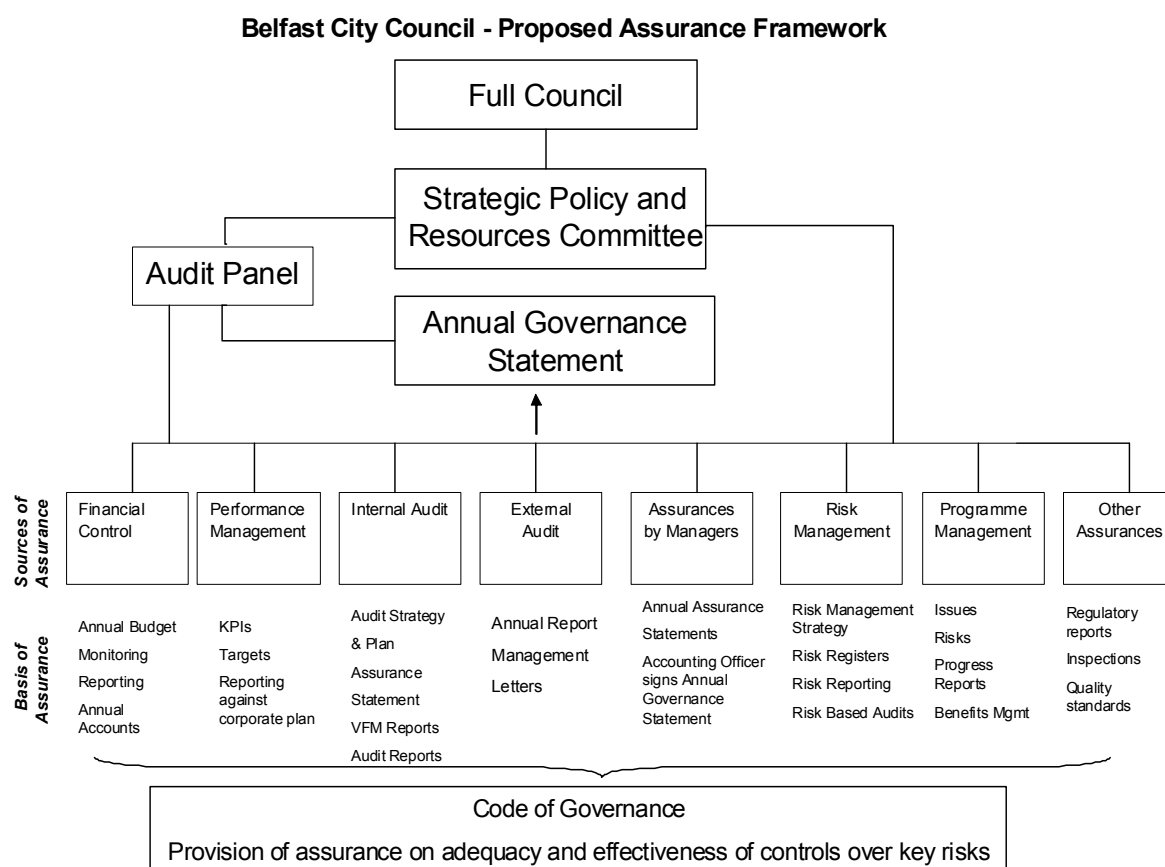 Belfast City Council - Proposed Assurance Framework
Full Council
Strategic Policy and
Resources Committee
Audit Panel
Annual Governance
Statement
Sources of
Assurance
Financial
Control
Performance
Management
Internal Audit
External
Audit
Assurances
by Managers
Risk
Management
Programme
Management
Other
Assurances
Basis of
Assurance
Annual Budget
Monitoring
Reporting
Annual
Accounts
KPIs
Targets
Reporting
against
corporate plan
Audit Strategy
& Plan
Assurance
Statement
VFM Reports
Audit Reports
Annual Report
Management
Letters
Annual Assurance
Statements
Accounting Officer
signs Annual
Governance
Statement
Risk Management
Strategy
Risk Registers
Risk Reporting
Risk Based Audits
Issues
Risks
Progress
Reports
Benefits Mgmt
Regulatory
reports
Inspections
Quality
standards
Code of Governance
Provision of assurance on adequacy and effectiveness of controls over key risks